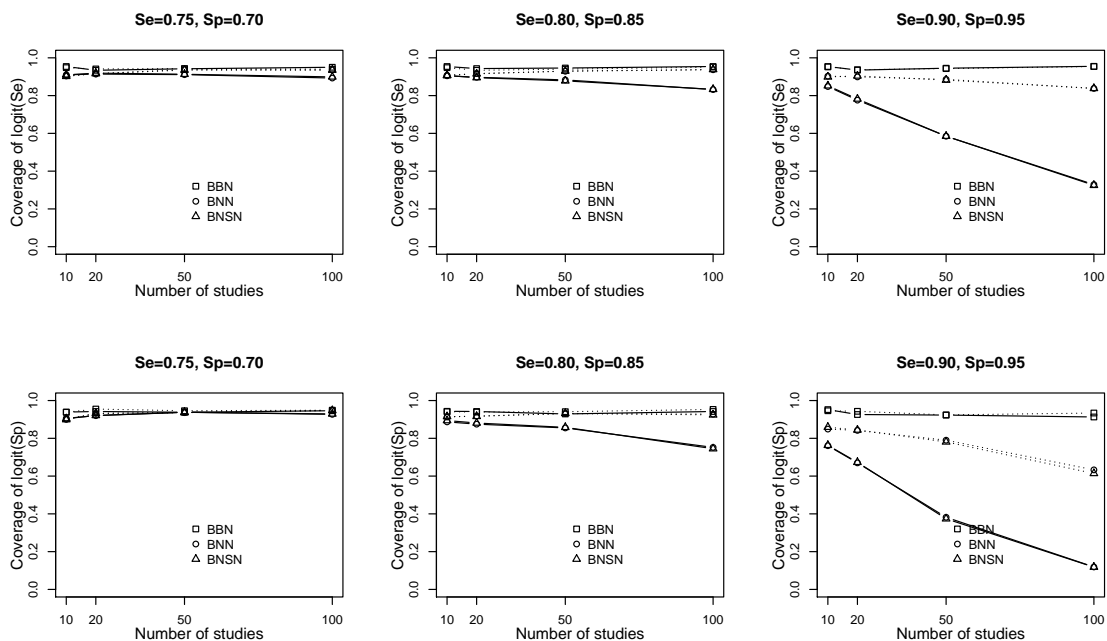 Se=0.75, Sp=0.70
Coverage of logit(Se)
0.0 0.2 0.4 0.6 0.8 1.0
BBN
BNN
BNSN
10 20 50 100
Number of studies
Se=0.80, Sp=0.85
Coverage of logit(Se)
0.0 0.2 0.4 0.6 0.8 1.0
BBN
BNN
BNSN
10 20 50 100
Number of studies
Se=0.90, Sp=0.95
Coverage of logit(Se)
0.0 0.2 0.4 0.6 0.8 1.0
BBN
BNN
BNSN
10 20 50 100
Number of studies
Se=0.75, Sp=0.70
Coverage of logit(Sp)
0.0 0.2 0.4 0.6 0.8 1.0
BBN
BNN
BNSN
10 20 50 100
Number of studies
Se=0.80, Sp=0.85
Coverage of logit(Sp)
0.0 0.2 0.4 0.6 0.8 1.0
BBN
BNN
BNSN
10 20 50 100
Number of studies
Se=0.90, Sp=0.95
Coverage of logit(Sp)
0.0 0.2 0.4 0.6 0.8 1.0
BBN
BNN
BNSN
10 20 50 100
Number of studies